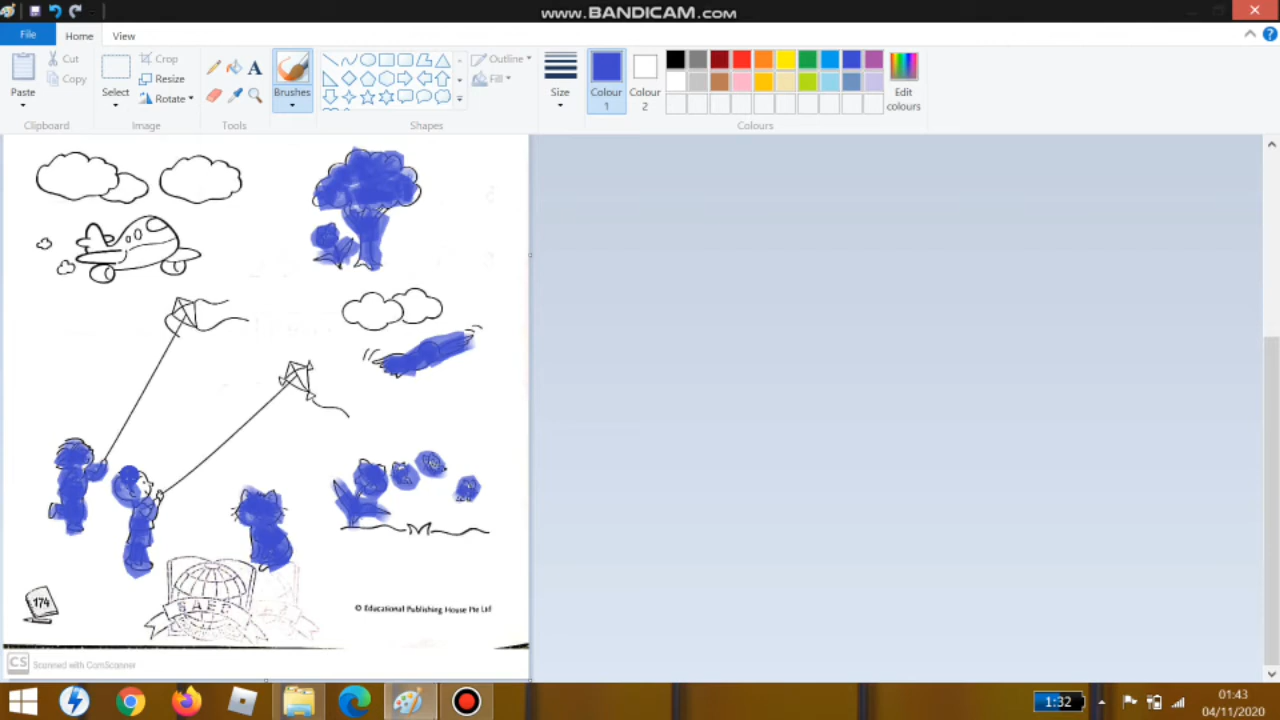 www.BANDICAM.com
File
Home
View
Paste
Cut
Copy
Clipboard
Select
Crop
Resize
Rotate
Image
A
Tools
Brushes
Outline
Fill
Shapes
Size
Colour
1
Colour
2
Edit
colours
Colours
174
SAEE
© Educational Publishing House Pte Ltd
CS Scanned with CamScanner
1:32
01:43
04/11/2020